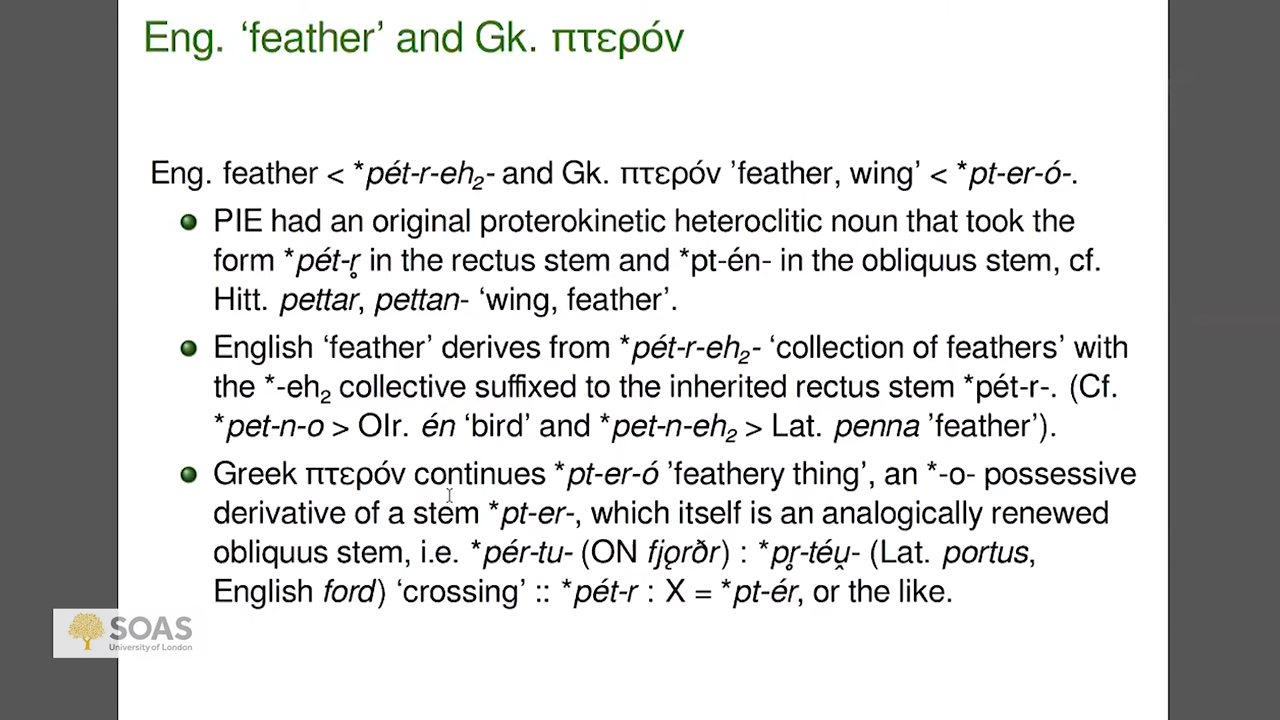 Eng. ‘feather’ and Gk. πτερόν
Eng. feather < *pét-r-eh₂- and Gk. πτερόν ’feather, wing’ < *pt-er-ó-.
PIE had an original proterokinetic heteroclitic noun that took the
form *pét-r̥ in the rectus stem and *pt-én- in the obliquus stem, cf.
Hitt. pettar, pettan- ‘wing, feather’.
English ‘feather’ derives from *pét-r-eh₂- ‘collection of feathers’ with
the *-eh₂ collective suffixed to the inherited rectus stem *pét-r-. (Cf.
*pet-n-o > OIr. én ‘bird’ and *pet-n-eh₂ > Lat. penna ’feather’).
Greek πτερόν continues *pt-er-ó ’feathery thing’, an *-o- possessive
derivative of a stem *pt-er-, which itself is an analogically renewed
obliquus stem, i.e. *pér-tu- (ON fjǫrðr) : *pr̥-téu̯- (Lat. portus,
English ford) ‘crossing’ :: *pét-r : X = *pt-ér, or the like.
SOAS
University of London